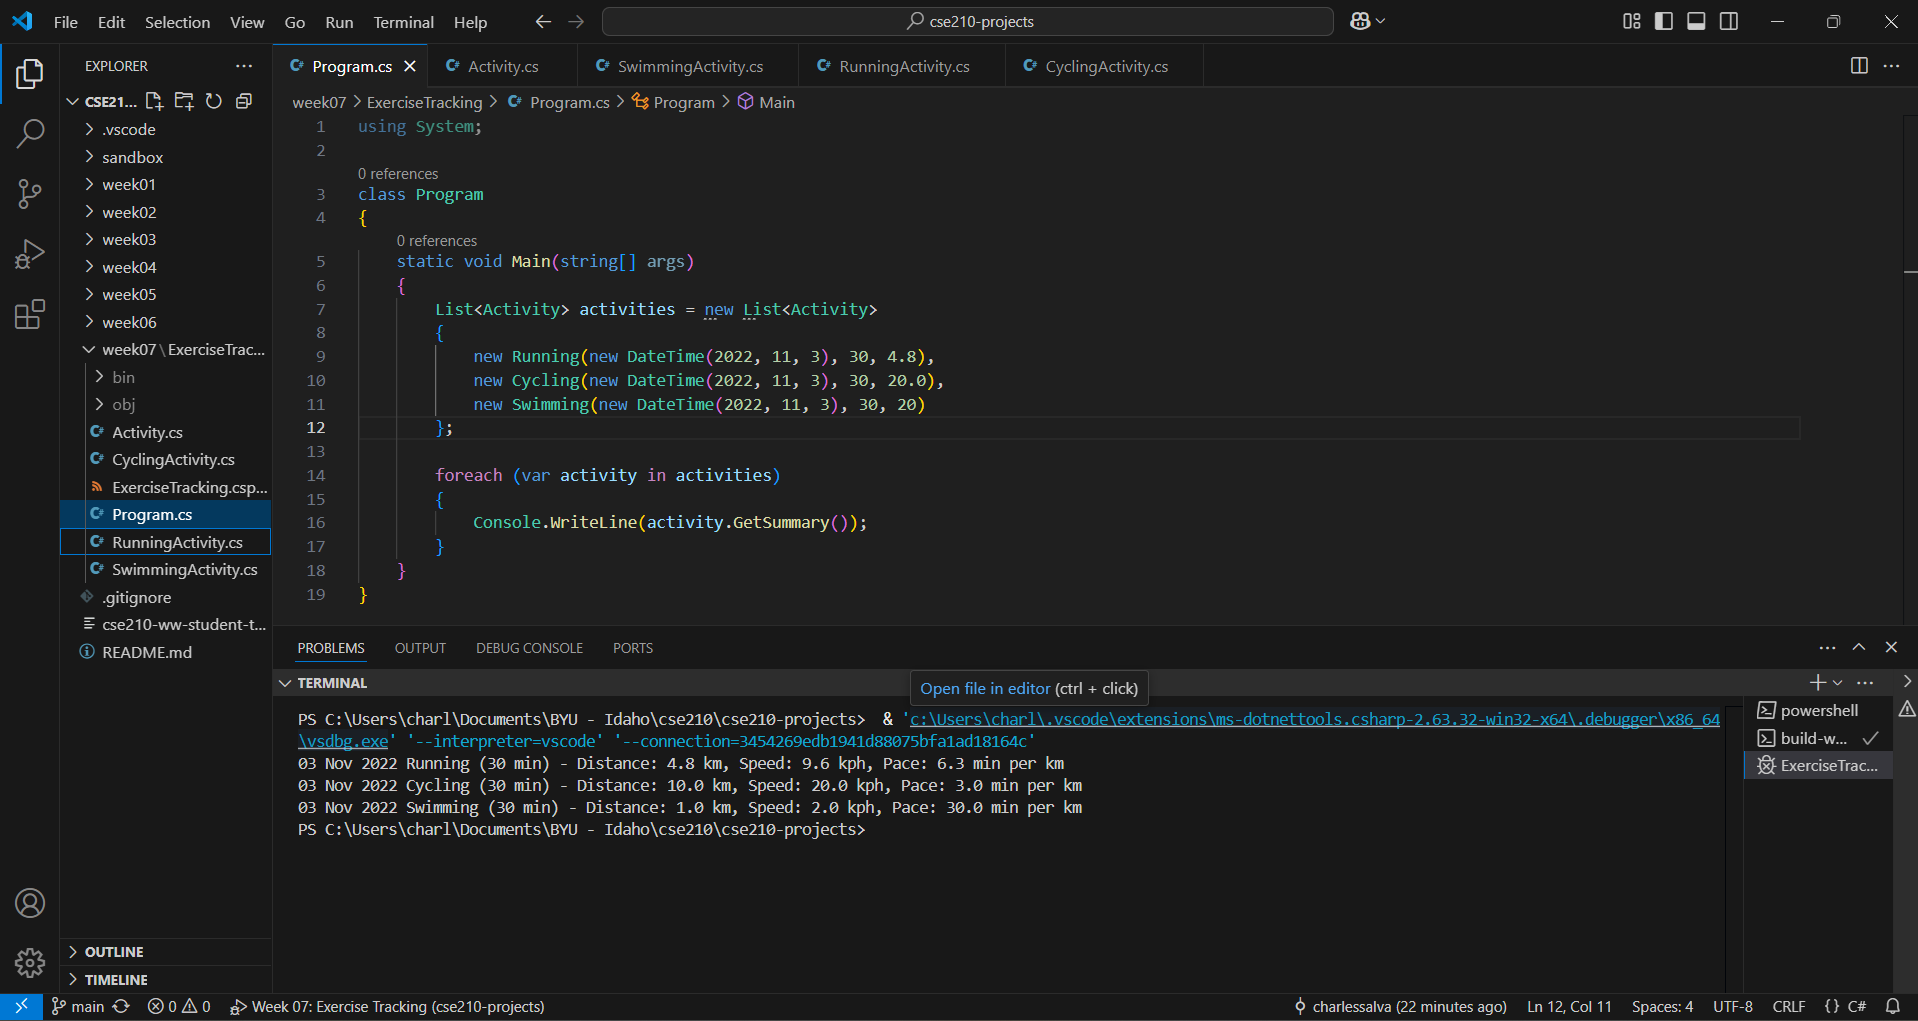 File Edit Selection View Go Run Terminal Help cse210-projects
EXPLORER
CSE21...
.vscode
sandbox
week01
week02
week03
week04
week05
week06
week07\ExerciseTrac...
bin
obj
C# Activity.cs
C# CyclingActivity.cs
ExerciseTracking.csp...
C# Program.cs
C# RunningActivity.cs
C# SwimmingActivity.cs
.gitignore
cse210-ww-student-t...
README.md
OUTLINE
TIMELINE
C# Program.cs C# Activity.cs C# SwimmingActivity.cs C# RunningActivity.cs C# CyclingActivity.cs
week07 > ExerciseTracking > C# Program.cs > Program > Main
1 using System;
2
0 references
3 class Program
4 {
0 references
5 static void Main(string[] args)
6 {
7 List<Activity> activities = new List<Activity>
8 {
9 new Running(new DateTime(2022, 11, 3), 30, 4.8),
10 new Cycling(new DateTime(2022, 11, 3), 30, 20.0),
11 new Swimming(new DateTime(2022, 11, 3), 30, 20)
12 };
13
14 foreach (var activity in activities)
15 {
16 Console.WriteLine(activity.GetSummary());
17 }
18 }
19 }
PROBLEMS OUTPUT DEBUG CONSOLE PORTS
TERMINAL
Open file in editor (ctrl + click)
PS C:\Users\charl\Documents\BYU - Idaho\cse210\cse210-projects> & 'c:\Users\charl\.vscode\extensions\ms-dotnettools.csharp-2.63.32-win32-x64\.debugger\x86_64
\vsdbg.exe' '--interpreter=vscode' '--connection=3454269edb1941d88075bfa1ad18164c'
03 Nov 2022 Running (30 min) - Distance: 4.8 km, Speed: 9.6 kph, Pace: 6.3 min per km
03 Nov 2022 Cycling (30 min) - Distance: 10.0 km, Speed: 20.0 kph, Pace: 3.0 min per km
03 Nov 2022 Swimming (30 min) - Distance: 1.0 km, Speed: 2.0 kph, Pace: 30.0 min per km
PS C:\Users\charl\Documents\BYU - Idaho\cse210\cse210-projects>
powershell
build-w...
ExerciseTrac...
main 0 0 Week 07: Exercise Tracking (cse210-projects) charlessalva (22 minutes ago) Ln 12, Col 11 Spaces: 4 UTF-8 CRLF {} C#